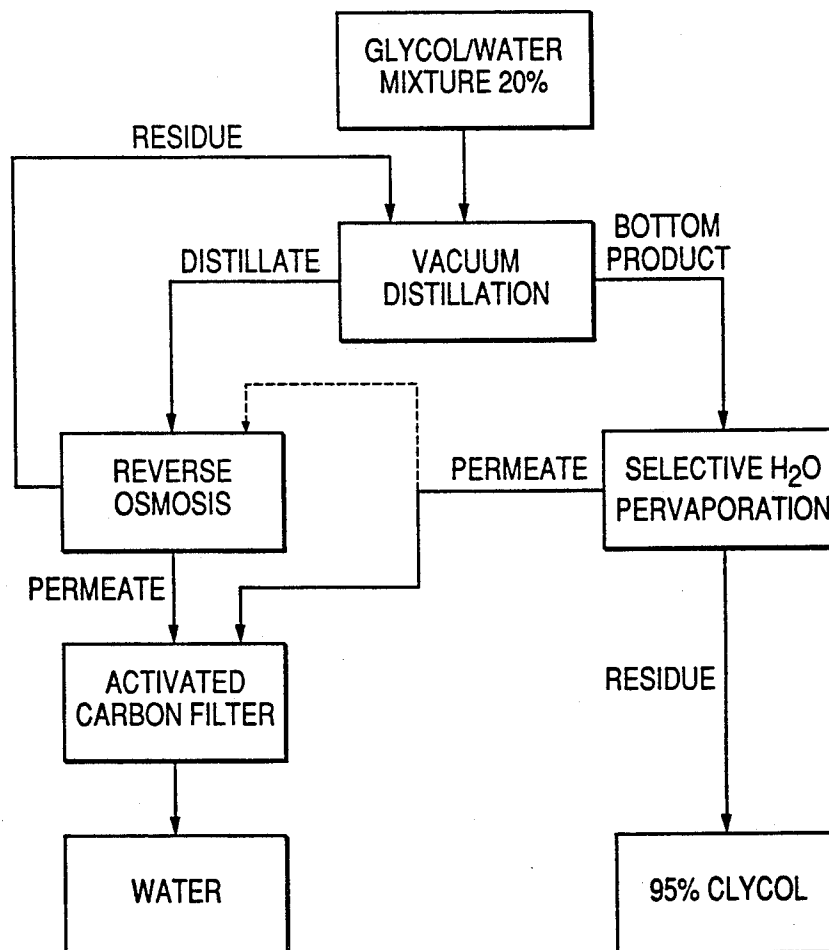 GLYCOL/WATER
MIXTURE 20%
RESIDUE
DISTILLATE
VACUUM
DISTILLATION
BOTTOM
PRODUCT
REVERSE
OSMOSIS
PERMEATE
SELECTIVE H2O
PERVAPORATION
PERMEATE
ACTIVATED
CARBON FILTER
RESIDUE
WATER
95% CLYCOL